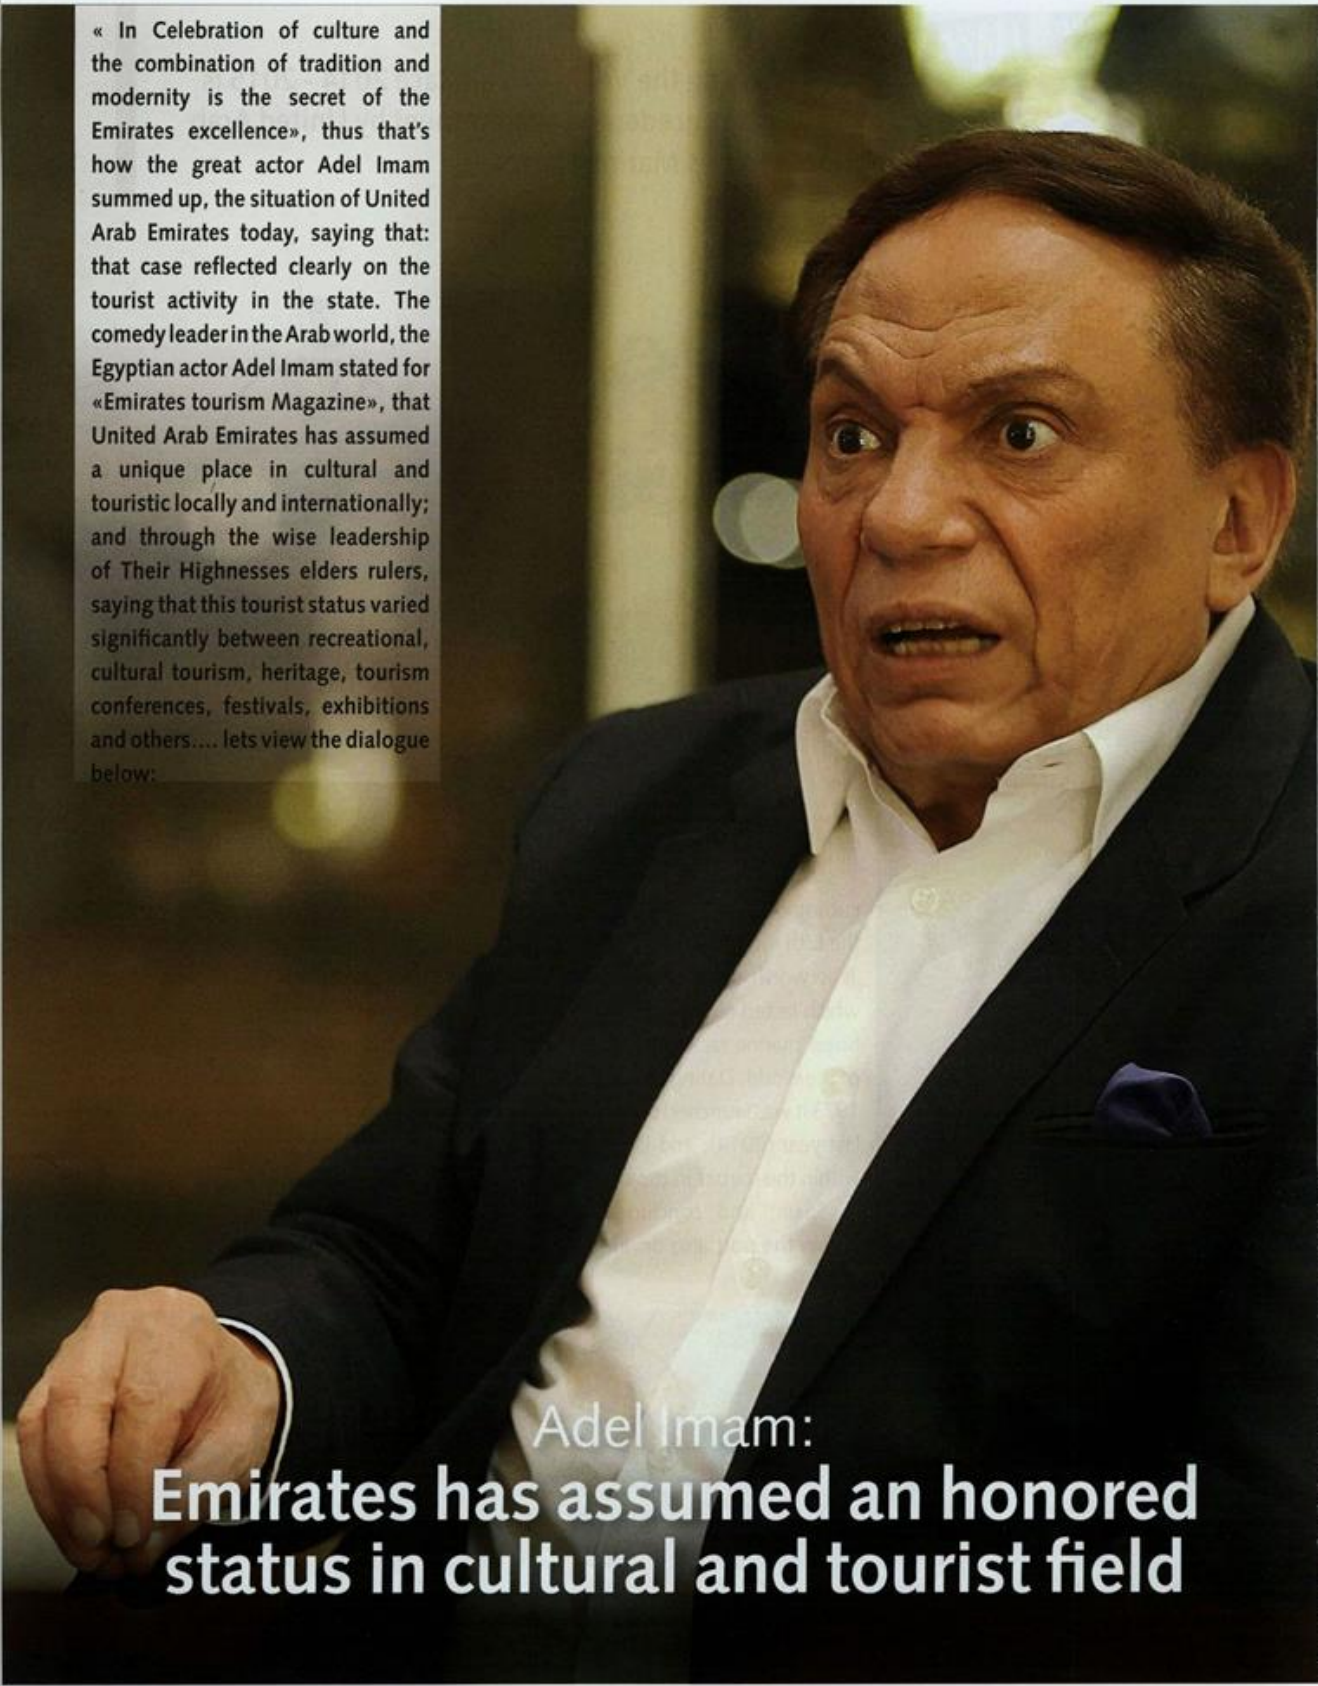 « In Celebration of culture and
the combination of tradition and
modernity is the secret of the
Emirates excellence», thus that's
how the great actor Adel Imam
summed up, the situation of United
Arab Emirates today, saying that:
that case reflected clearly on the
tourist activity in the state. The
comedy leader in the Arab world, the
Egyptian actor Adel Imam stated for
«Emirates tourism Magazine», that
United Arab Emirates has assumed
a unique place in cultural and
touristic locally and internationally;
and through the wise leadership
of Their Highnesses elders rulers,
saying that this tourist status varied
significantly between recreational,
cultural tourism, heritage, tourism
conferences, festivals, exhibitions
and others.... lets view the dialogue
below:
Adel Imam:
Emirates has assumed an honored
status in cultural and tourist field